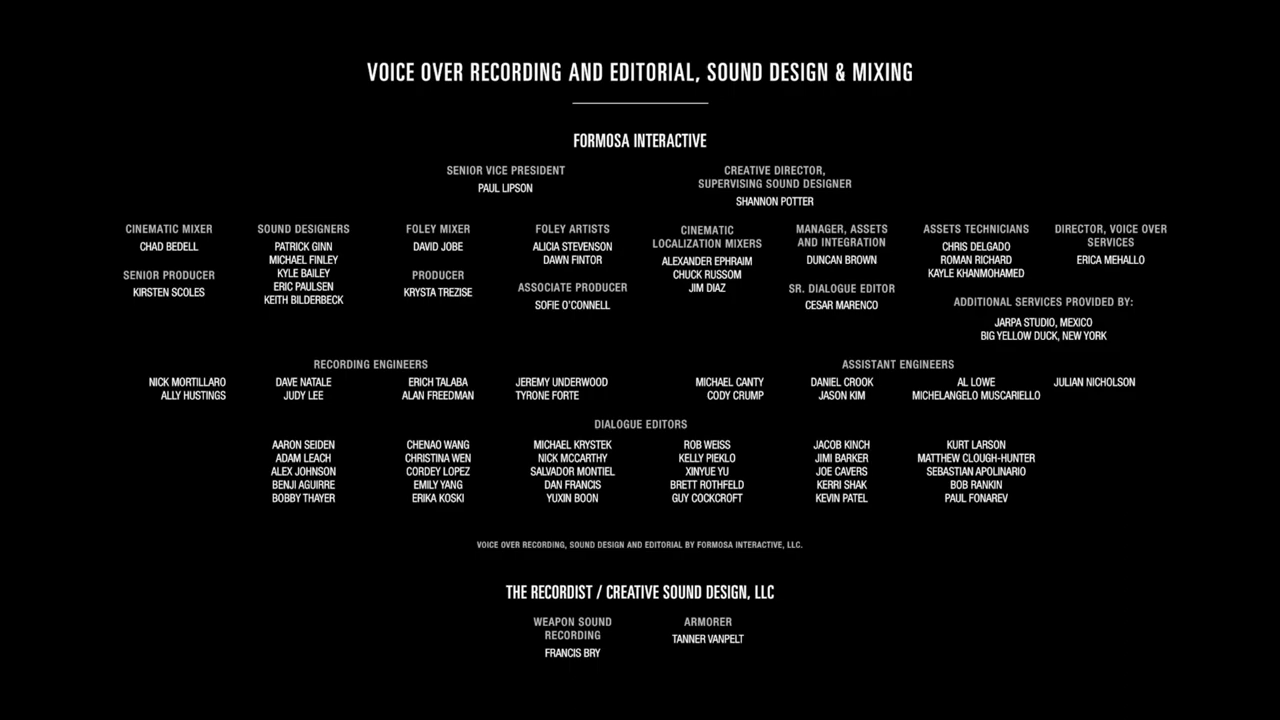 VOICE OVER RECORDING AND EDITORIAL, SOUND DESIGN & MIXING
FORMOSA INTERACTIVE
SENIOR VICE PRESIDENT
PAUL LIPSON
CREATIVE DIRECTOR,
SUPERVISING SOUND DESIGNER
SHANNON POTTER
CINEMATIC MIXER
CHAD BEDELL
SENIOR PRODUCER
KIRSTEN SCOLES
SOUND DESIGNERS
PATRICK GINN
MICHAEL FINLEY
KYLE BAILEY
ERIC PAULSEN
KEITH BILDERBECK
FOLEY MIXER
DAVID JOBE
PRODUCER
KRYSTA TREZISE
FOLEY ARTISTS
ALICIA STEVENSON
DAWN FINTOR
ASSOCIATE PRODUCER
SOFIE O'CONNELL
CINEMATIC
LOCALIZATION MIXERS
ALEXANDER EPHRAIM
CHUCK RUSSOM
JIM DIAZ
MANAGER, ASSETS
AND INTEGRATION
DUNCAN BROWN
SR. DIALOGUE EDITOR
CESAR MARENCO
ASSETS TECHNICIANS
CHRIS DELGADO
ROMAN RICHARD
KAYLE KHANMOHAMED
DIRECTOR, VOICE OVER
SERVICES
ERICA MEHALLO
ADDITIONAL SERVICES PROVIDED BY:
JARPA STUDIO, MEXICO
BIG YELLOW DUCK, NEW YORK
RECORDING ENGINEERS
NICK MORTILLARO
ALLY HUSTINGS
DAVE NATALE
JUDY LEE
ERICH TALABA
ALAN FREEDMAN
JEREMY UNDERWOOD
TYRONE FORTE
ASSISTANT ENGINEERS
MICHAEL CANTY
CODY CRUMP
DANIEL CROOK
JASON KIM
AL LOWE
MICHELANGELO MUSCARIELLO
JULIAN NICHOLSON
DIALOGUE EDITORS
AARON SEIDEN
ADAM LEACH
ALEX JOHNSON
BENJI AGUIRRE
BOBBY THAYER
CHENAO WANG
CHRISTINA WEN
CORDEY LOPEZ
EMILY YANG
ERIKA KOSKI
MICHAEL KRYSTEK
NICK MCCARTHY
SALVADOR MONTIEL
DAN FRANCIS
YUXIN BOON
ROB WEISS
KELLY PIEKLO
XINYUE YU
BRETT ROTHFELD
GUY COCKCROFT
JACOB KINCH
JIMI BARKER
JOE CAVERS
KERRI SHAK
KEVIN PATEL
KURT LARSON
MATTHEW CLOUGH-HUNTER
SEBASTIAN APOLINARIO
BOB RANKIN
PAUL FONAREV
VOICE OVER RECORDING, SOUND DESIGN AND EDITORIAL BY FORMOSA INTERACTIVE, LLC.
THE RECORDIST / CREATIVE SOUND DESIGN, LLC
WEAPON SOUND
RECORDING
FRANCIS BRY
ARMORER
TANNER VANPELT